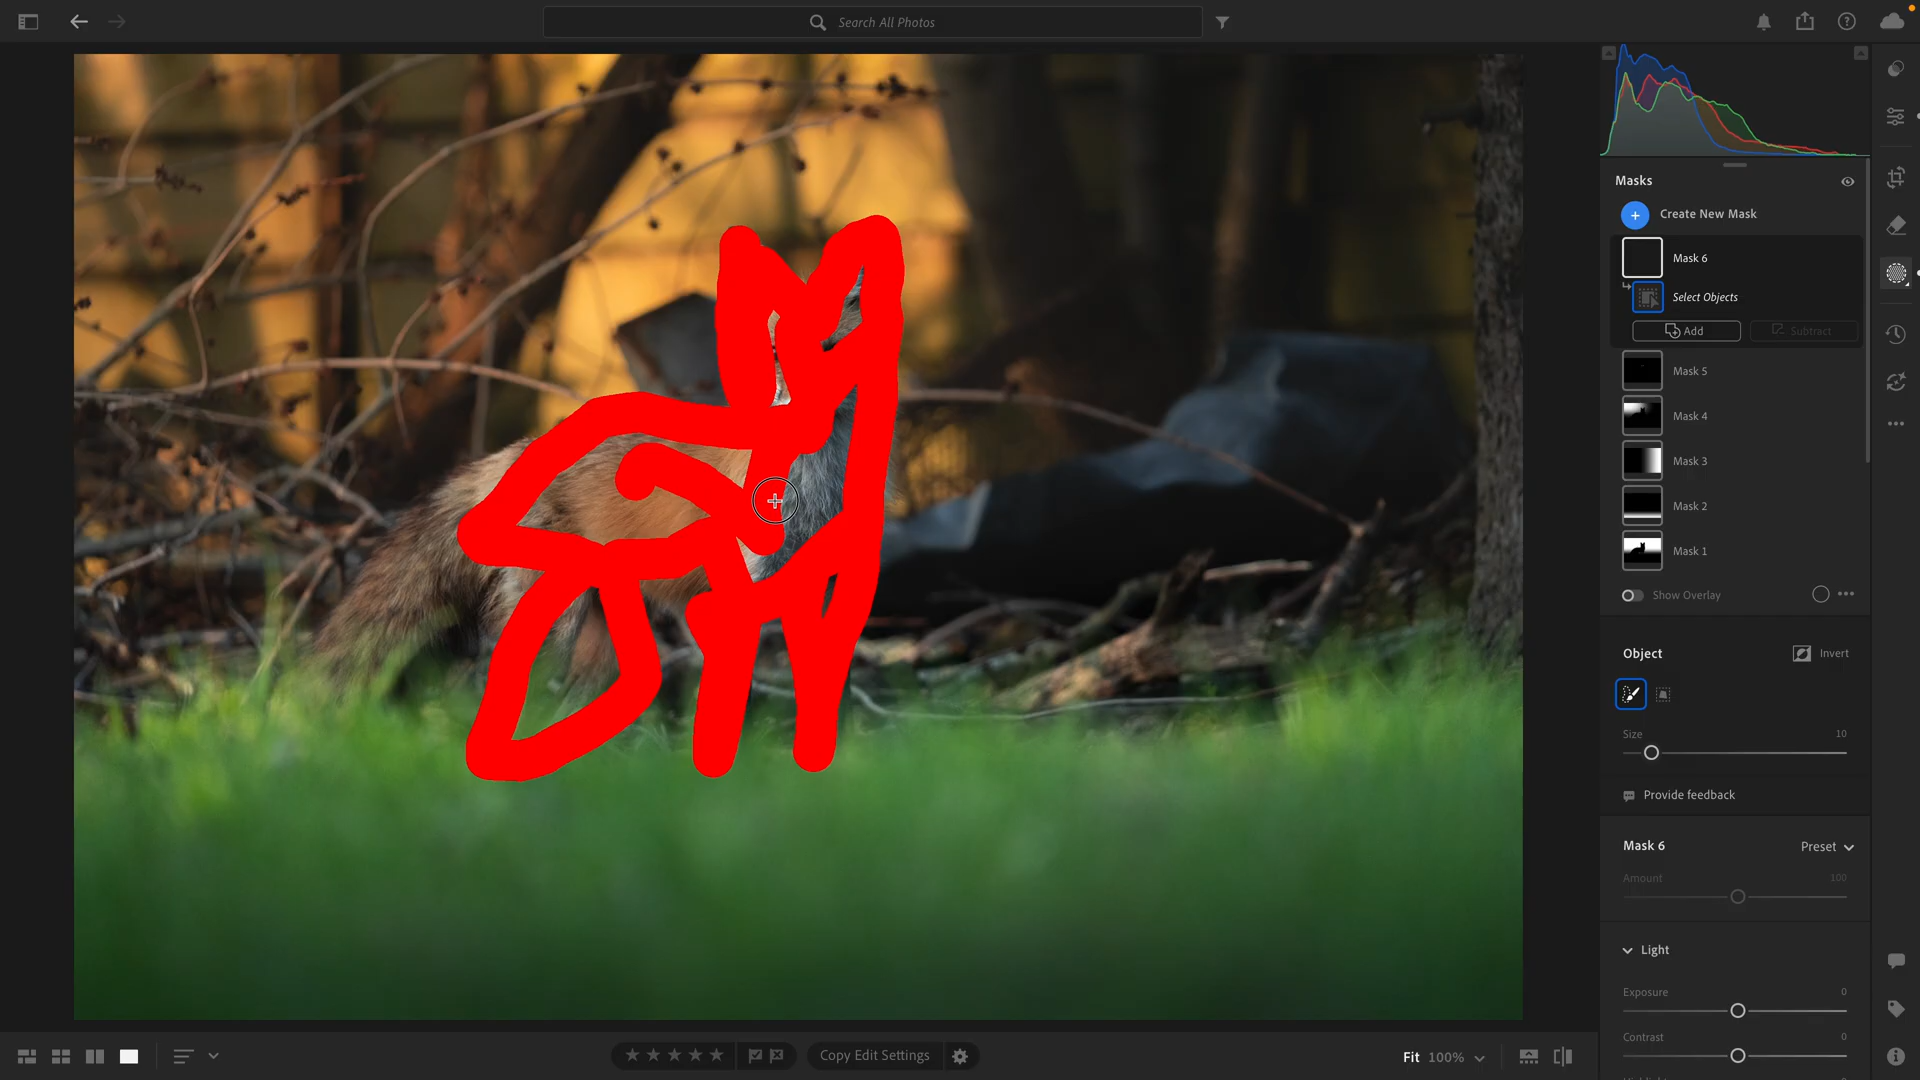 Search All Photos
Masks
Create New Mask
Mask 6
Select Objects
Add
Subtract
Mask 5
Mask 4
Mask 3
Mask 2
Mask 1
Show Overlay
Object
Invert
Size
10
Provide feedback
Mask 6
Preset
Amount
100
Light
Exposure
0
Contrast
0
Copy Edit Settings
Fit 100%